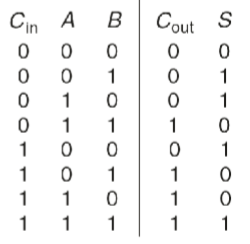 C_in A B C_out S
0 0 0 0 0
0 0 1 0 1
0 1 0 0 1
0 1 1 1 0
1 0 0 0 1
1 0 1 1 0
1 1 0 1 0
1 1 1 1 1